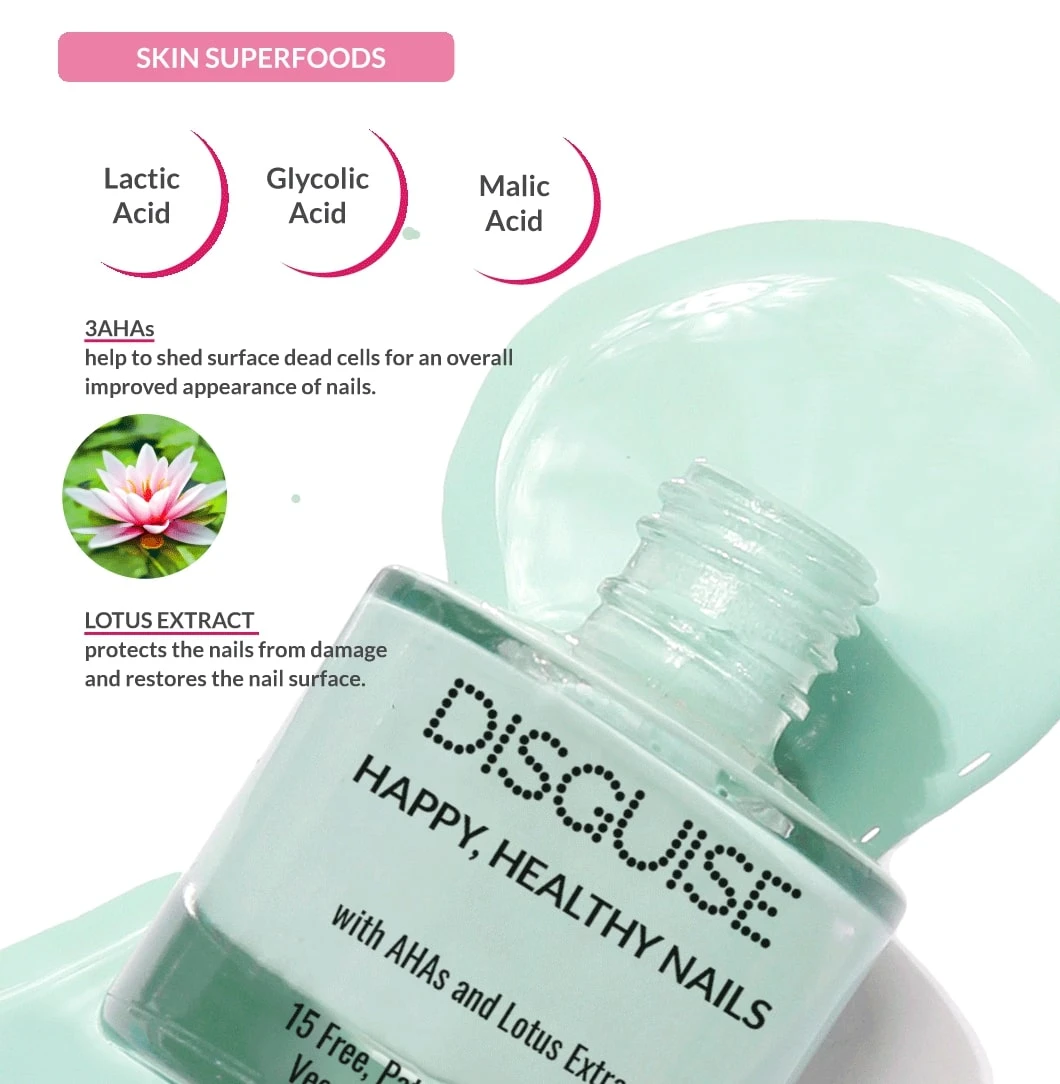 SKIN SUPERFOODS
Lactic
Acid
Glycolic
Acid
Malic
Acid
3AHAs
help to shed surface dead cells for an overall
improved appearance of nails.
LOTUS EXTRACT
protects the nails from damage
and restores the nail surface.
DISGUISE
HAPPY, HEALTHY NAILS
with AHAs and Lotus
15 Free,